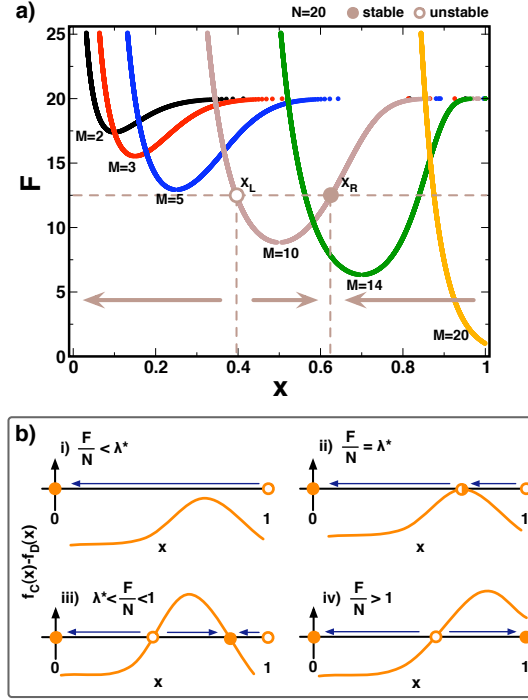 a)
N=20 stable unstable
25
20
15
10
5
0
F
M=2
M=3
M=5
M=10
M=14
M=20
x_L
x_R
0 0.2 0.4 0.6 0.8 1
x
b)
f_C(x)-f_D(x)
i) F/N < λ*
0 1
x
ii) F/N = λ*
0 1
x
iii) λ*< F/N <1
0 1
x
iv) F/N > 1
0 1
x